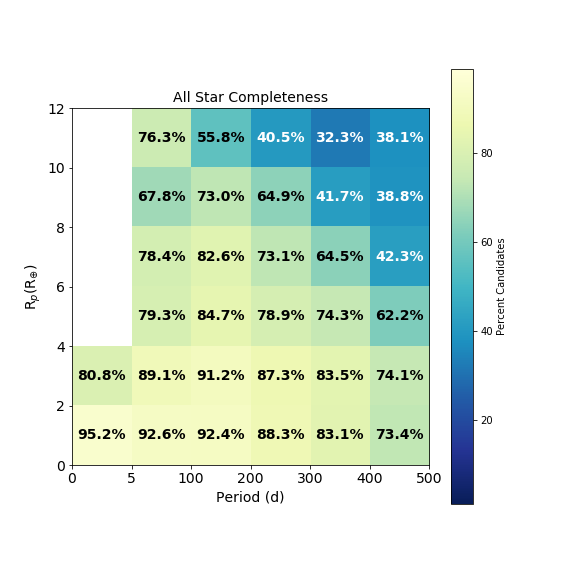 All Star Completeness
12
76.3% 55.8% 40.5% 32.3% 38.1%
10
67.8% 73.0% 64.9% 41.7% 38.8%
8
78.4% 82.6% 73.1% 64.5% 42.3%
6
79.3% 84.7% 78.9% 74.3% 62.2%
4
80.8% 89.1% 91.2% 87.3% 83.5% 74.1%
2
95.2% 92.6% 92.4% 88.3% 83.1% 73.4%
0
0 5 100 200 300 400 500
Period (d)
Rₚ(R⊕)
80
60
40
20
Percent Candidates